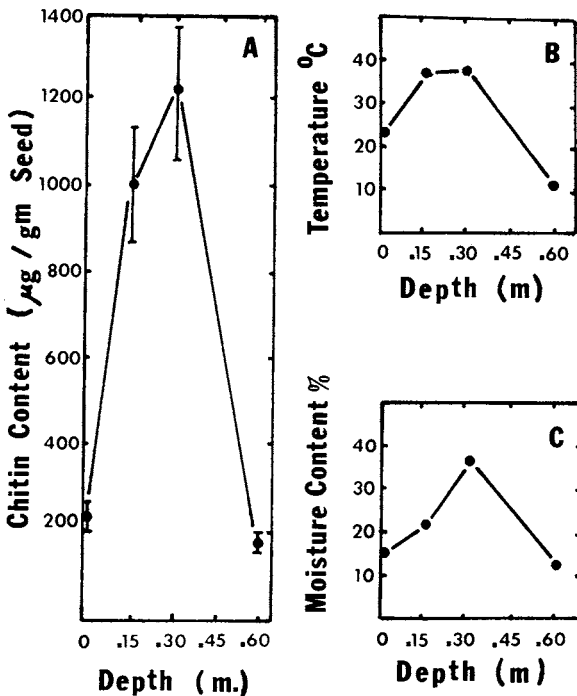 A
1400
1200
1000
800
600
400
200
0 .15 .30 .45 .60
Chitin Content (μg / gm Seed)
Depth (m.)
B
40
30
20
10
0 .15 .30 .45 .60
Temperature °C
Depth (m)
C
40
30
20
10
0 .15 .30 .45 .60
Moisture Content %
Depth (m)